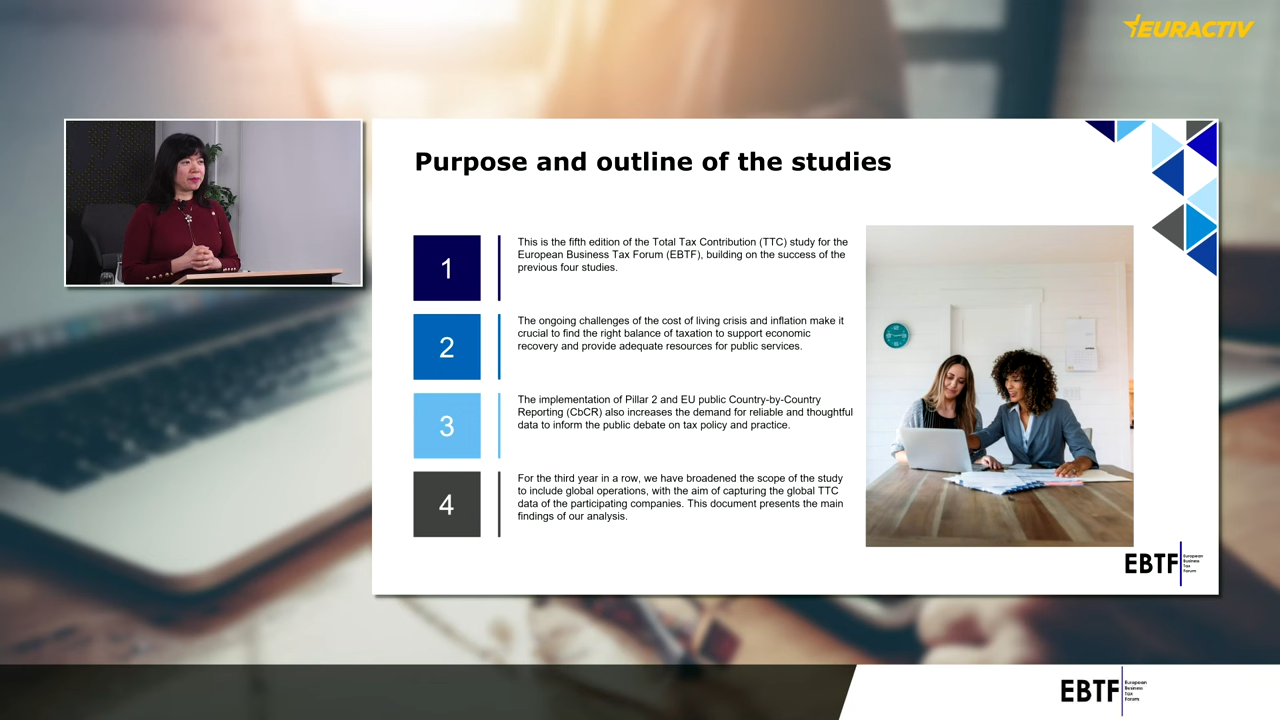 EURACTIV
Purpose and outline of the studies
1
This is the fifth edition of the Total Tax Contribution (TTC) study for the
European Business Tax Forum (EBTF), building on the success of the
previous four studies.
2
The ongoing challenges of the cost of living crisis and inflation make it
crucial to find the right balance of taxation to support economic
recovery and provide adequate resources for public services.
3
The implementation of Pillar 2 and EU public Country-by-Country
Reporting (CbCR) also increases the demand for reliable and thoughtful
data to inform the public debate on tax policy and practice.
4
For the third year in a row, we have broadened the scope of the study
to include global operations, with the aim of capturing the global TTC
data of the participating companies. This document presents the main
findings of our analysis.
EBTF
European
Business
Tax
Forum
EBTF
European
Business
Tax
Forum